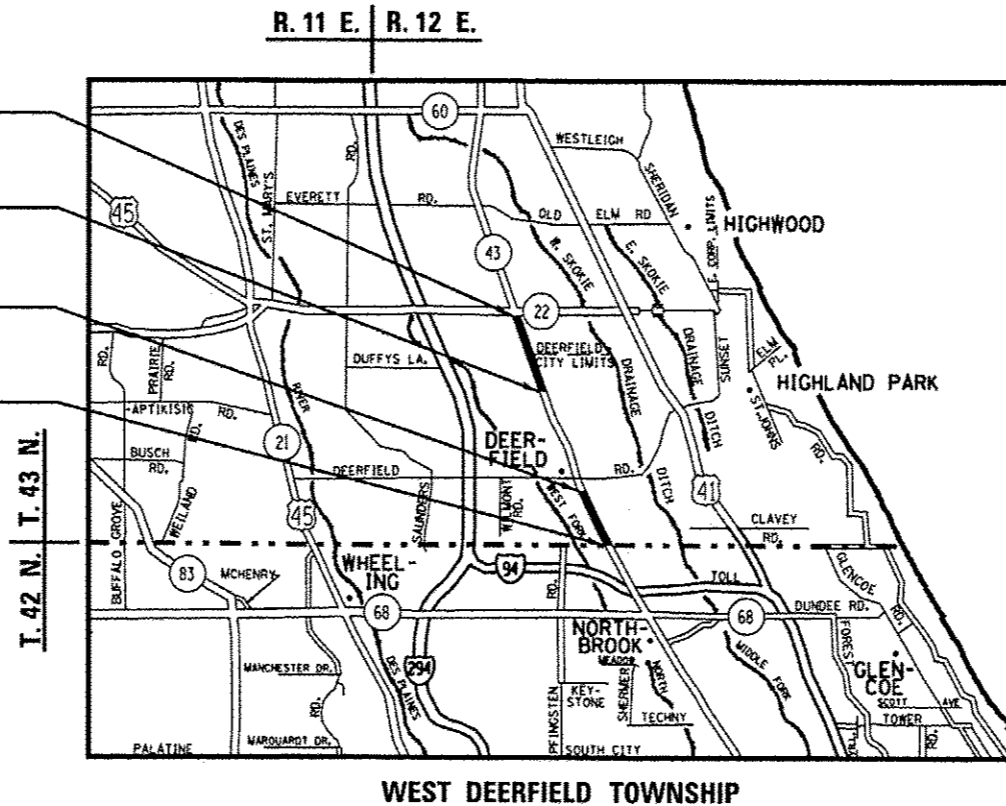 R. 11 E. R. 12 E.
60
WESTLEIGH
DES PLAINES
RD.
ST. MARY'S
EVERETT RD.
SHERIDAN
45
OLD ELM RD
E. CORP. LIMITS
HIGHWOOD
43
W. SKOKIE
E. SKOKIE
22
DEERFIELD
CITY LIMITS
DRAINAGE
DRAINAGE
SUNSET
ELM
PL.
RD.
PRAIRIE
RD.
DUFFYS LA.
RIVER
HIGHLAND PARK
APTIKISIC RD.
RD.
DITCH
ST. JOHNS
21
DEER-
FIELD
RD.
BUSCH
RD.
DEERFIELD RD.
DITCH
T. 43 N.
WEILAND
SAUNDERS
WILMONT
RD.
WEST FORK
41
45
CLAVEY
RD.
BUFFALO GROVE
WHEEL-
ING
94
TOLL
GLENCOE
RD.
T. 42 N.
83
MCHENRY
RD.
68
DUNDEE RD.
68
NORTH-
BROOK
MEADOW
FOREST
MIDDLE FORK
GLEN-
COE
MANCHESTER DR.
294
DES PLAINES
SHERMER
NORTH
KEY-
STONE
SCOTT AVE
RD.
PFINGSTEN
TECHNY
TOWER
RD.
PALATINE
MARQUARDT DR.
SOUTH CITY
WEST DEERFIELD TOWNSHIP